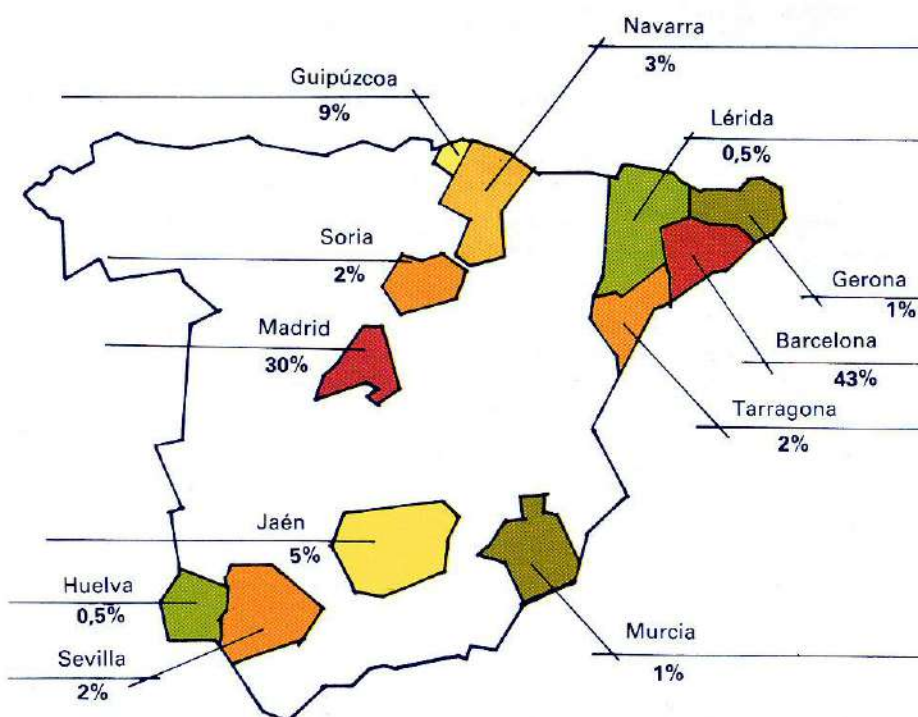 Navarra
3%
Guipúzcoa
9%
Lérida
0,5%
Soria
2%
Gerona
1%
Madrid
30%
Barcelona
43%
Tarragona
2%
Jaén
5%
Huelva
0,5%
Murcia
1%
Sevilla
2%